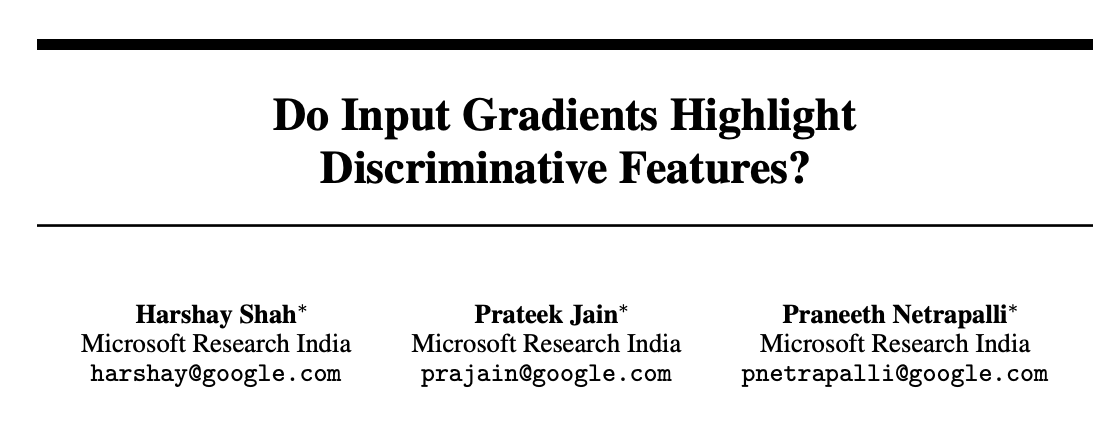 Do Input Gradients Highlight
Discriminative Features?
Harshay Shah* Prateek Jain* Praneeth Netrapalli*
Microsoft Research India Microsoft Research India Microsoft Research India
harshay@google.com prajain@google.com pnetrapalli@google.com